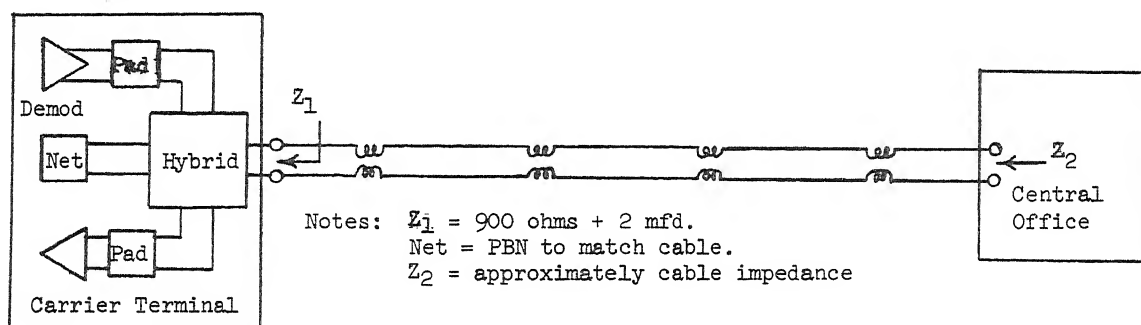 Pad
Demod
Z1
Net
Hybrid
Z2
Central
Office
Notes: Z1 = 900 ohms + 2 mfd.
Net = PBN to match cable.
Z2 = approximately cable impedance
Pad
Carrier Terminal